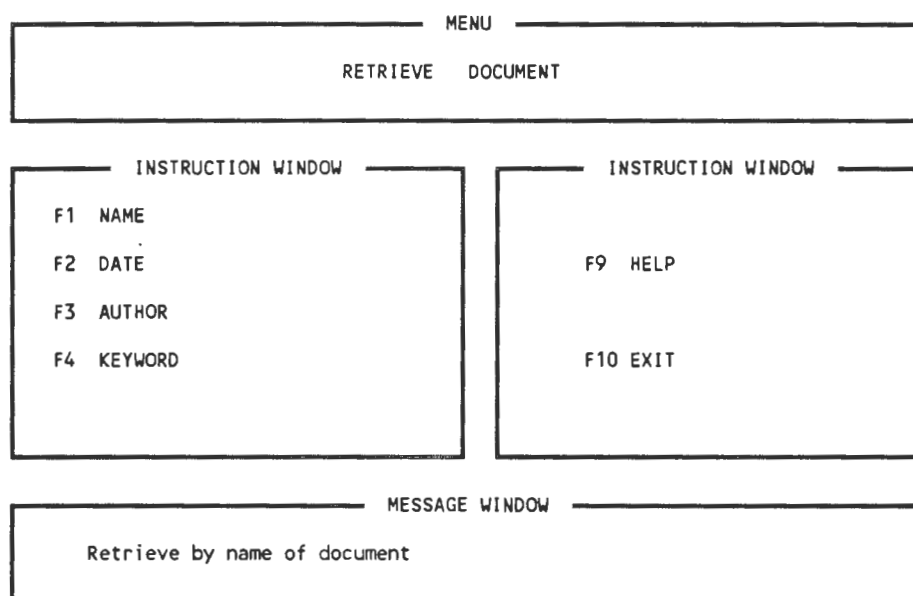 MENU
RETRIEVE DOCUMENT
INSTRUCTION WINDOW
F1 NAME
F2 DATE
F3 AUTHOR
F4 KEYWORD
INSTRUCTION WINDOW
F9 HELP
F10 EXIT
MESSAGE WINDOW
Retrieve by name of document